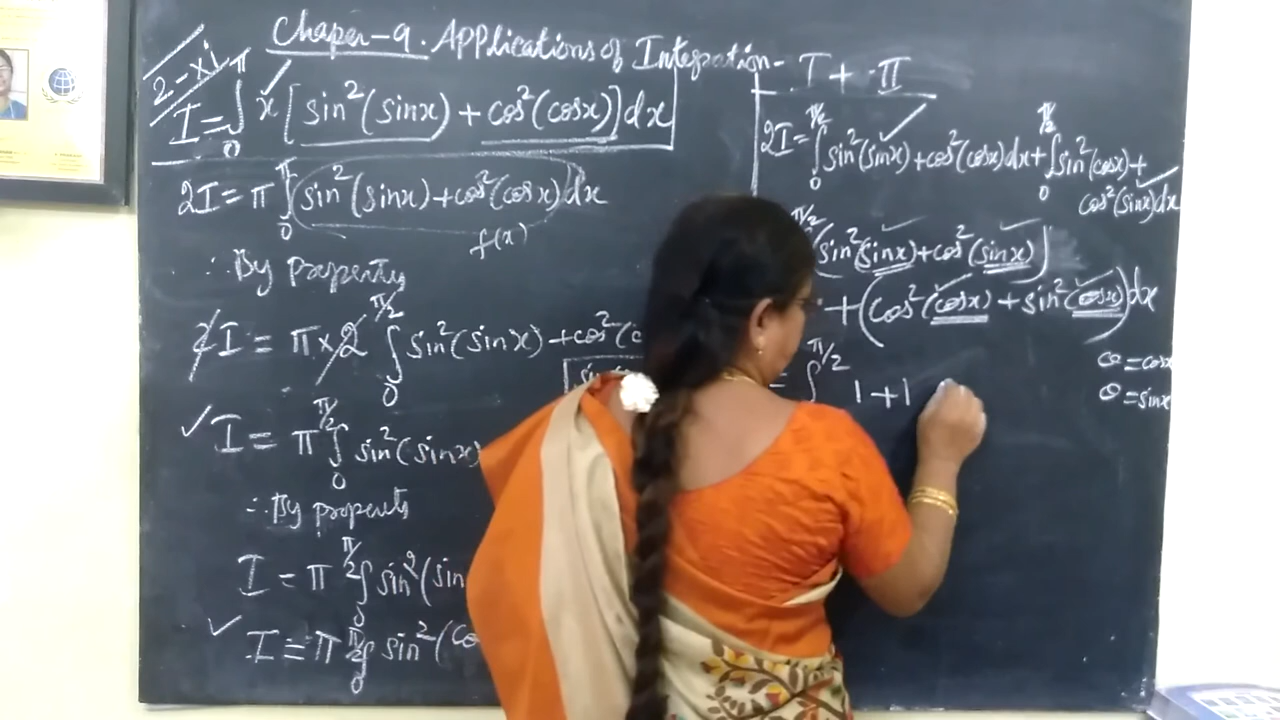 Chaper-9. Applications of Integration-
2-xi
I = ∫₀^π x [sin²(sinx) + cos²(cosx)] dx
2I = π ∫₀^π sin²(sinx) + cos²(cosx) dx
f(x)
∴ By property
2I = π × 2 ∫₀^{π/2} sin²(sinx) + cos²(c
✓ I = π ∫₀^{π/2} sin²(sinx)
∴ By property
I = π ∫₀^{π/2} sin²(sin
✓ I = π ∫₀^{π/2} sin²(co
I + II
2I = ∫₀^{π/2} sin²(sinx) + cos²(cosx) dx + ∫₀^{π/2} sin²(cosx) +
cos²(sinx) dx
π/2 (sin²(sinx) + cos²(sinx))
+ (cos²(cosx) + sin²(cosx)) dx
= ∫^{π/2} 1+1
= cosx
θ = sinx